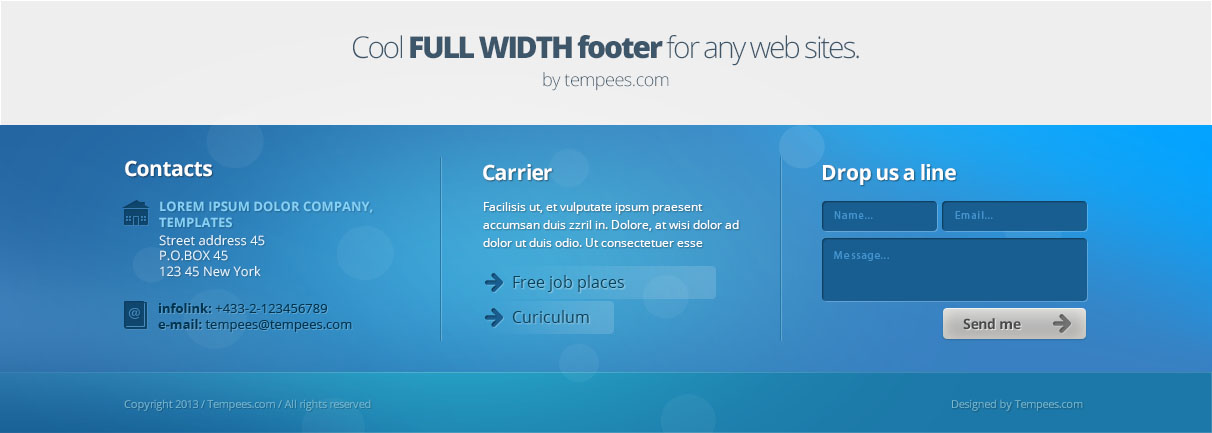 Cool FULL WIDTH footer for any web sites.
by tempees.com
Contacts
LOREM IPSUM DOLOR COMPANY,
TEMPLATES
Street address 45
P.O.BOX 45
123 45 New York
@
infolink: +433-2-123456789
e-mail: tempees@tempees.com
Carrier
Facilisis ut, et vulputate ipsum praesent
accumsan duis zzril in. Dolore, at wisi dolor ad
dolor ut duis odio. Ut consectetuer esse
Free job places
Curiculum
Drop us a line
Name...
Email...
Message...
Send me
Copyright 2013 / Tempees.com / All rights reserved
Designed by Tempees.com